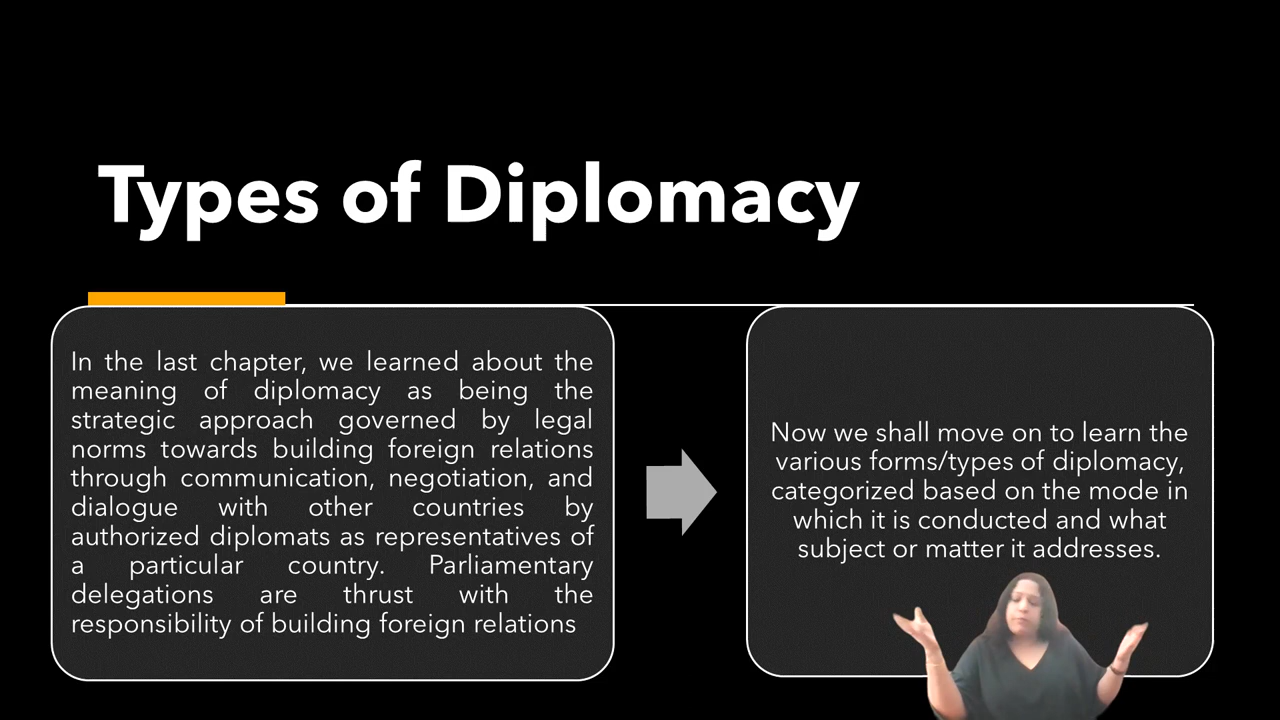 Types of Diplomacy
In the last chapter, we learned about the
meaning of diplomacy as being the
strategic approach governed by legal
norms towards building foreign relations
through communication, negotiation, and
dialogue with other countries by
authorized diplomats as representatives of
a particular country. Parliamentary
delegations are thrust with the
responsibility of building foreign relations
Now we shall move on to learn the
various forms/types of diplomacy,
categorized based on the mode in
which it is conducted and what
subject or matter it addresses.